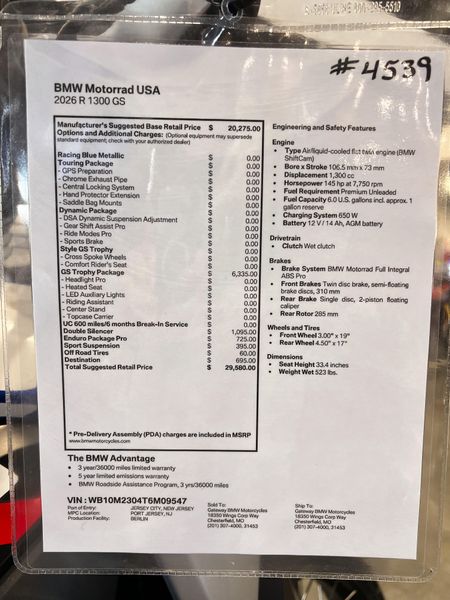 #4539
BMW Motorrad USA
2026 R 1300 GS
Manufacturer's Suggested Base Retail Price $ 20,275.00
Options and Additional Charges: (Optional equipment may supersede
standard equipment; check with your authorized dealer)
Racing Blue Metallic $ 0.00
Touring Package $ 0.00
- GPS Preparation $ 0.00
- Chrome Exhaust Pipe $ 0.00
- Central Locking System $ 0.00
- Hand Protector Extension $ 0.00
- Saddle Bag Mounts $ 0.00
Dynamic Package $ 0.00
- DSA Dynamic Suspension Adjustment $ 0.00
- Gear Shift Assist Pro $ 0.00
- Ride Modes Pro $ 0.00
- Sports Brake $ 0.00
Style GS Trophy $ 0.00
- Cross Spoke Wheels $ 0.00
- Comfort Rider's Seat $ 0.00
GS Trophy Package $ 6,335.00
- Headlight Pro $ 0.00
- Heated Seat $ 0.00
- LED Auxiliary Lights $ 0.00
- Riding Assistant $ 0.00
- Center Stand $ 0.00
- Topcase Carrier $ 0.00
UC 600 miles/6 months Break-In Service $ 0.00
Double Silencer $ 1,095.00
Enduro Package Pro $ 725.00
Sport Suspension $ 395.00
Off Road Tires $ 60.00
Destination $ 695.00
Total Suggested Retail Price $ 29,580.00
* Pre-Delivery Assembly (PDA) charges are included in MSRP
www.bmwmotorcycles.com
Engineering and Safety Features
Engine
• Type Air/liquid-cooled flat twin engine (BMW
ShiftCam)
• Bore x Stroke 106.5 mm x 73 mm
• Displacement 1,300 cc
• Horsepower 145 hp at 7,750 rpm
• Fuel Requirement Premium Unleaded
• Fuel Capacity 6.0 U.S. gallons incl. approx. 1
gallon reserve
• Charging System 650 W
• Battery 12 V / 14 Ah, AGM battery
Drivetrain
• Clutch Wet clutch
Brakes
• Brake System BMW Motorrad Full Integral
ABS Pro
• Front Brakes Twin disc brake, semi-floating
brake discs, 310 mm
• Rear Brake Single disc, 2-piston floating
caliper
• Rear Rotor 285 mm
Wheels and Tires
• Front Wheel 3.00" x 19"
• Rear Wheel 4.50" x 17"
Dimensions
• Seat Height 33.4 inches
• Weight Wet 523 lbs.
The BMW Advantage
• 3 year/36000 miles limited warranty
• 5 year limited emissions warranty
• BMW Roadside Assistance Program, 3 yrs/36000 miles
VIN : WB10M2304T6M09547
Part of Entry: JERSEY CITY, NEW JERSEY
MPC Location: PORT JERSEY, NJ
Production Facility: BERLIN
Sold To:
Gateway BMW Motorcycles
18350 Wings Corp Way
Chesterfield, MO
(201) 307-4000, 31453
Ship To:
Gateway BMW Motorcycles
18350 Wings Corp Way
Chesterfield, MO
(201) 307-4000, 31453